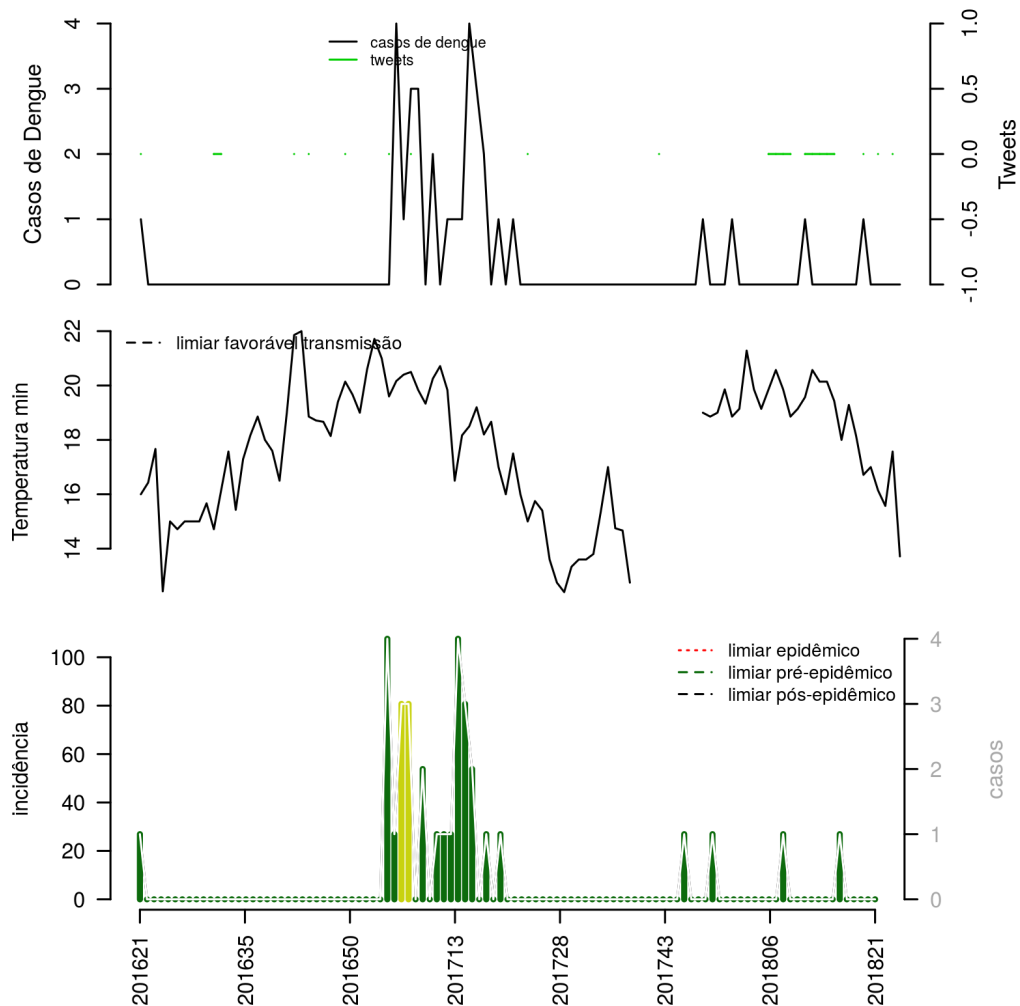 casos de dengue
tweets
Casos de Dengue
0 1 2 3 4
Tweets
-1.0 -0.5 0.0 0.5 1.0
limiar favorável transmissão
Temperatura min
14 16 18 20 22
limiar epidêmico
limiar pré-epidêmico
limiar pós-epidêmico
incidência
0 20 40 60 80 100
casos
0 1 2 3 4
201621 201635 201650 201713 201728 201743 201806 201821